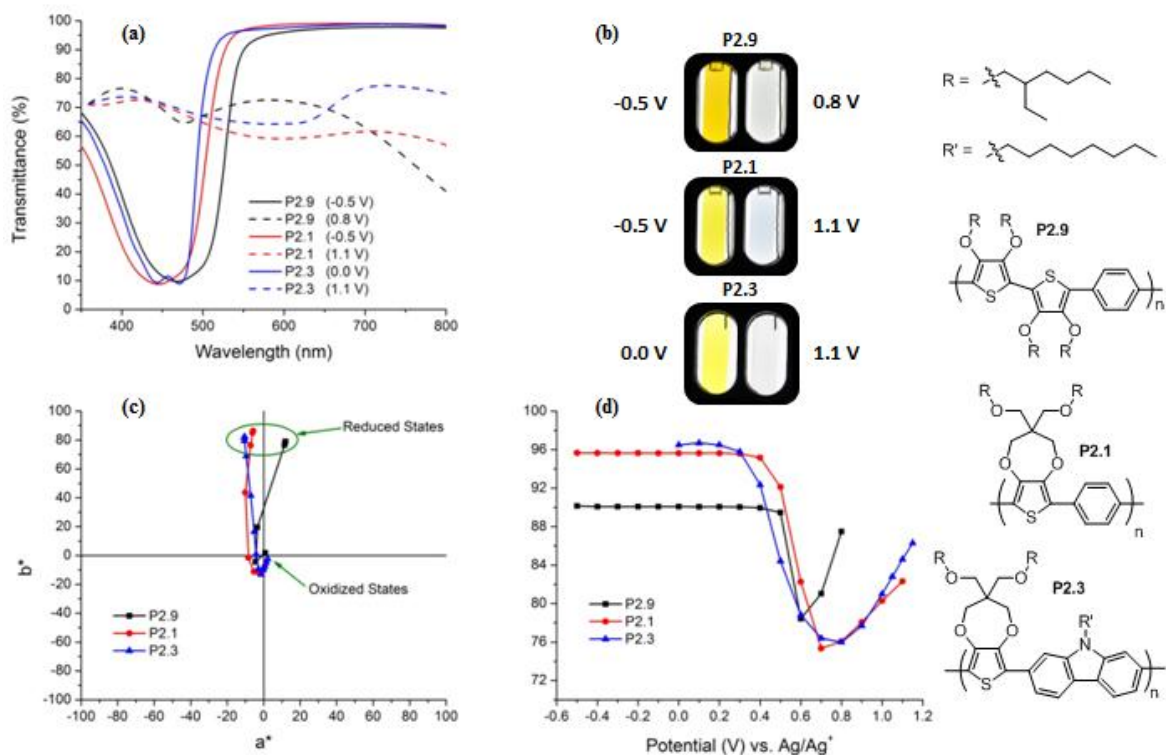 (a)
Transmittance (%)
100
90
80
70
60
50
40
30
20
10
0
P2.9 (-0.5 V)
P2.9 (0.8 V)
P2.1 (-0.5 V)
P2.1 (1.1 V)
P2.3 (0.0 V)
P2.3 (1.1 V)
400 500 600 700 800
Wavelength (nm)
(b)
P2.9
-0.5 V 0.8 V
P2.1
-0.5 V 1.1 V
P2.3
0.0 V 1.1 V
R =
R' =
P2.9
R R
O O
S
S
O O
R R
n
P2.1
R R
O O
O O
S
n
P2.3
R R
O O
O O
R'
N
S
n
(c)
b*
100
80
60
40
20
0
-20
-40
-60
-80
-100
Reduced States
Oxidized States
P2.9
P2.1
P2.3
-100 -80 -60 -40 -20 0 20 40 60 80 100
a*
(d)
100
96
92
88
84
80
76
72
P2.9
P2.1
P2.3
-0.6 -0.4 -0.2 0.0 0.2 0.4 0.6 0.8 1.0 1.2
Potential (V) vs. Ag/Ag+